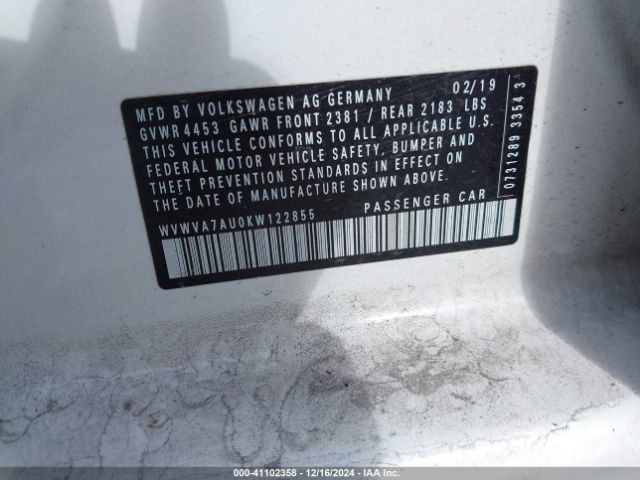 MFD BY VOLKSWAGEN AG GERMANY 02/19
GVWR 4453 GAWR FRONT 2381 / REAR 2183 LBS
THIS VEHICLE CONFORMS TO ALL APPLICABLE U.S.
FEDERAL MOTOR VEHICLE SAFETY, BUMPER AND
THEFT PREVENTION STANDARDS IN EFFECT ON
THE DATE OF MANUFACTURE SHOWN ABOVE.
WVWVA7AU0KW122855 PASSENGER CAR
0731289 3354 3
000-41102358 - 12/16/2024 - IAA Inc.